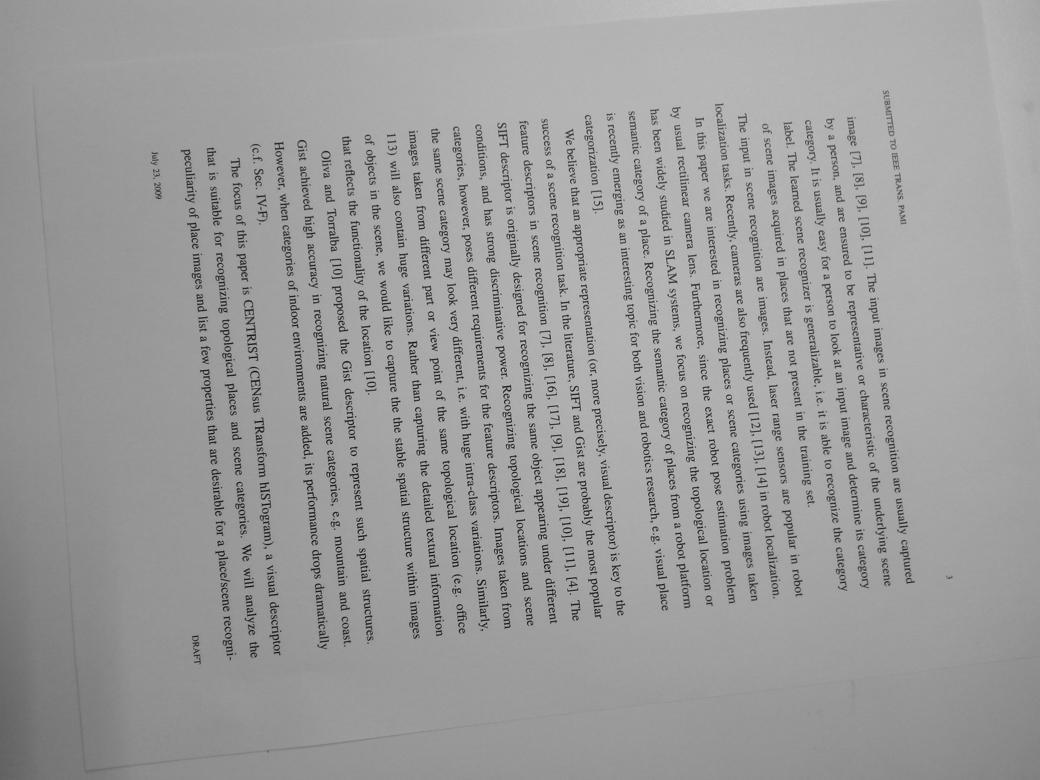 SUBMITTED TO IEEE TRANS. PAMI
3
image [7], [8], [9], [10], [11]. The input images in scene recognition are usually captured
by a person, and are ensured to be representative or characteristic of the underlying scene
category. It is usually easy for a person to look at an input image and determine its category
label. The learned scene recognizer is generalizable, i.e. it is able to recognize the category
of scene images acquired in places that are not present in the training set.
The input in scene recognition are images. Instead, laser range sensors are popular in robot
localization tasks. Recently, cameras are also frequently used [12], [13], [14] in robot localization.
In this paper we are interested in recognizing places or scene categories using images taken
by usual rectilinear camera lens. Furthermore, since the exact robot pose estimation problem
has been widely studied in SLAM systems, we focus on recognizing the topological location or
semantic category of a place. Recognizing the semantic category of places from a robot platform
is recently emerging as an interesting topic for both vision and robotics research, e.g. visual place
categorization [15].
We believe that an appropriate representation (or, more precisely, visual descriptor) is key to the
success of a scene recognition task. In the literature, SIFT and Gist are probably the most popular
feature descriptors in scene recognition [7], [8], [16], [17], [9], [18], [19], [10], [11], [4]. The
SIFT descriptor is originally designed for recognizing the same object appearing under different
conditions, and has strong discriminative power. Recognizing topological locations and scene
categories, however, poses different requirements for the feature descriptors. Images taken from
the same scene category may look very different, i.e. with huge intra-class variations. Similarly,
images taken from different part or view point of the same topological location (e.g. office
113) will also contain huge variations. Rather than capturing the detailed textural information
of objects in the scene, we would like to capture the the stable spatial structure within images
that reflects the functionality of the location [10].
Oliva and Torralba [10] proposed the Gist descriptor to represent such spatial structures.
Gist achieved high accuracy in recognizing natural scene categories, e.g. mountain and coast.
However, when categories of indoor environments are added, its performance drops dramatically
(c.f. Sec. IV-F).
The focus of this paper is CENTRIST (CENsus TRansform hISTogram), a visual descriptor
that is suitable for recognizing topological places and scene categories. We will analyze the
peculiarity of place images and list a few properties that are desirable for a place/scene recogni-
July 23, 2009
DRAFT